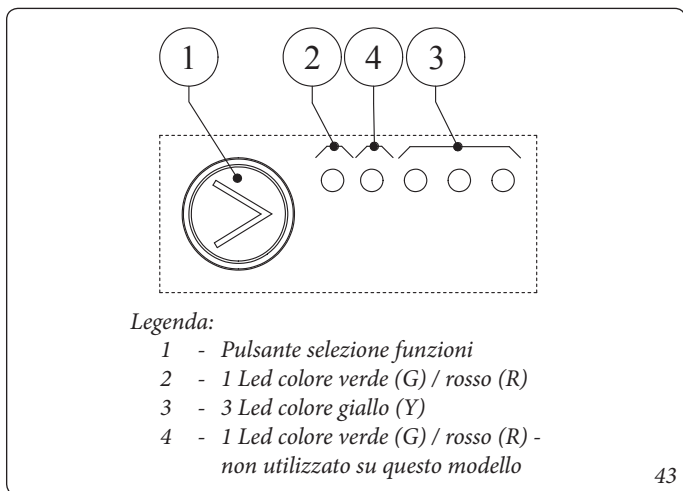 1 2 4 3
Legenda:
1 - Pulsante selezione funzioni
2 - 1 Led colore verde (G) / rosso (R)
3 - 3 Led colore giallo (Y)
4 - 1 Led colore verde (G) / rosso (R) -
non utilizzato su questo modello
43